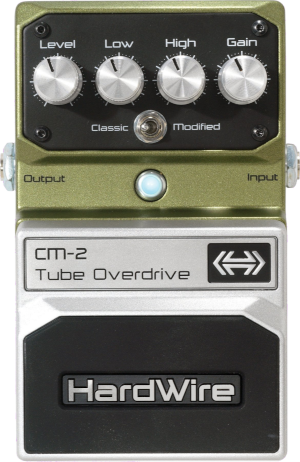 Level Low High Gain
Classic Modified
Output Input
CM-2
Tube Overdrive
HardWire